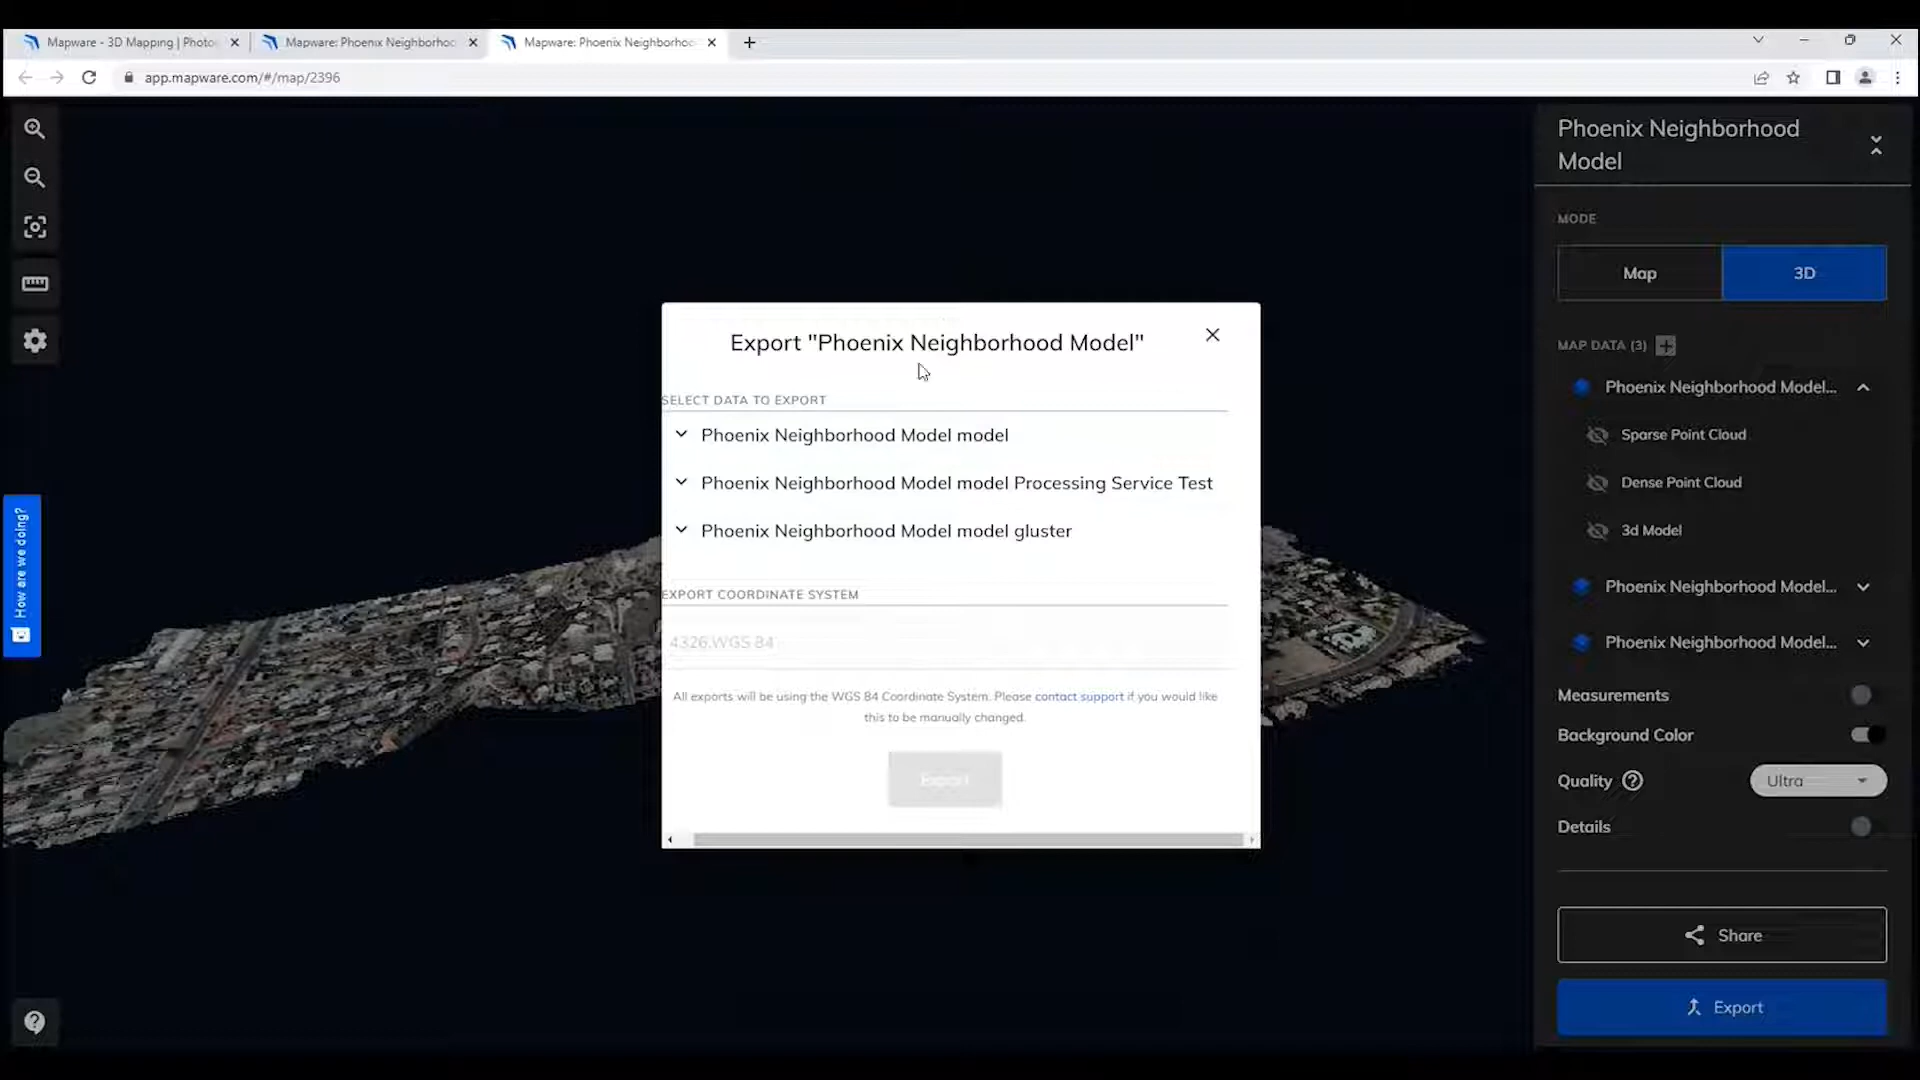 Mapware - 3D Mapping | Photo
Mapware: Phoenix Neighborhoo
Mapware: Phoenix Neighborhoo
app.mapware.com/#/map/2396
Phoenix Neighborhood
Model
MODE
Map
3D
MAP DATA (3)
Phoenix Neighborhood Model...
Sparse Point Cloud
Dense Point Cloud
3d Model
Phoenix Neighborhood Model...
Phoenix Neighborhood Model...
Measurements
Background Color
Quality
Ultra
Details
Share
Export
Export "Phoenix Neighborhood Model"
SELECT DATA TO EXPORT
Phoenix Neighborhood Model model
Phoenix Neighborhood Model model Processing Service Test
Phoenix Neighborhood Model model gluster
EXPORT COORDINATE SYSTEM
4326:WGS 84
All exports will be using the WGS 84 Coordinate System. Please contact support if you would like
this to be manually changed.
Export
How are we doing?